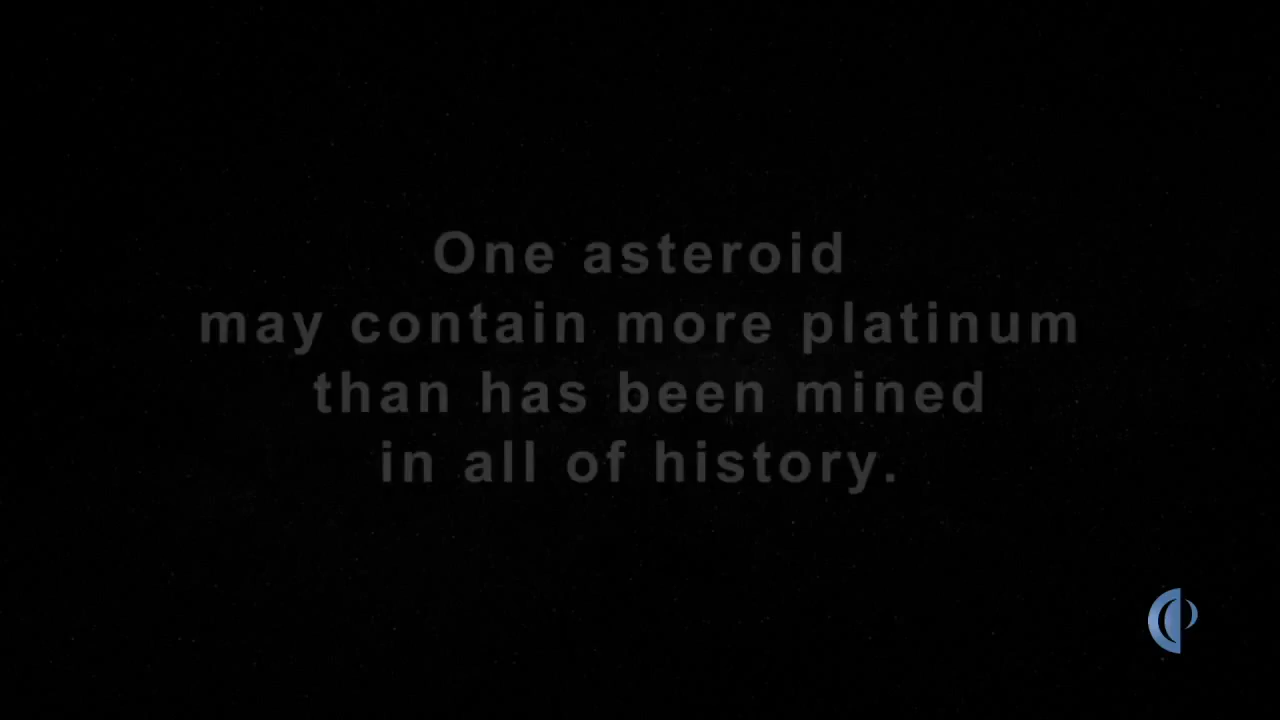 One asteroid
may contain more platinum
than has been mined
in all of history.